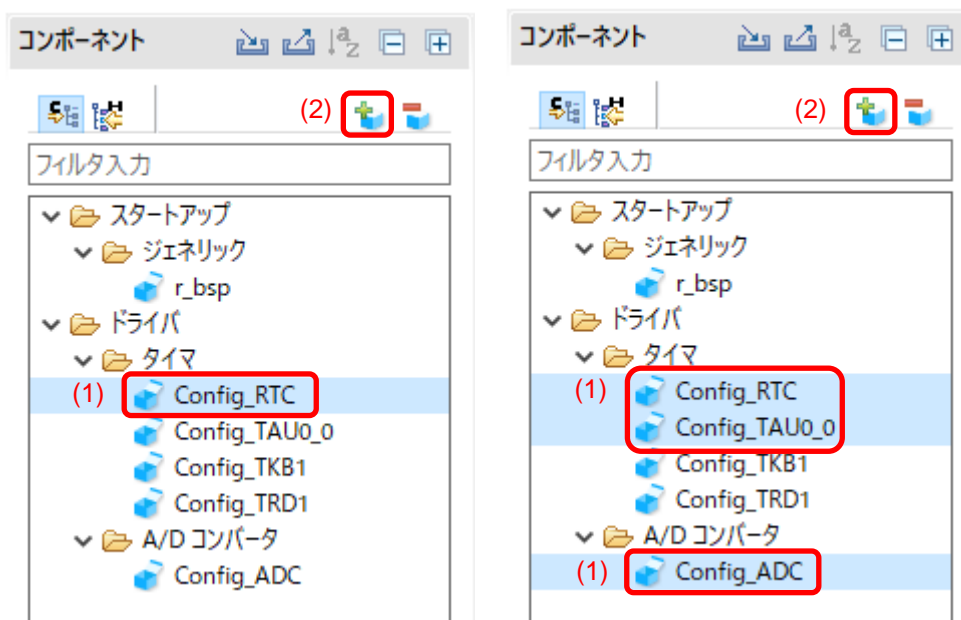 コンポーネント
(2)
フィルタ入力
スタートアップ
ジェネリック
r_bsp
ドライバ
タイマ
(1) Config_RTC
Config_TAU0_0
Config_TKB1
Config_TRD1
A/D コンバータ
Config_ADC
コンポーネント
(2)
フィルタ入力
スタートアップ
ジェネリック
r_bsp
ドライバ
タイマ
(1) Config_RTC
Config_TAU0_0
Config_TKB1
Config_TRD1
A/D コンバータ
(1) Config_ADC